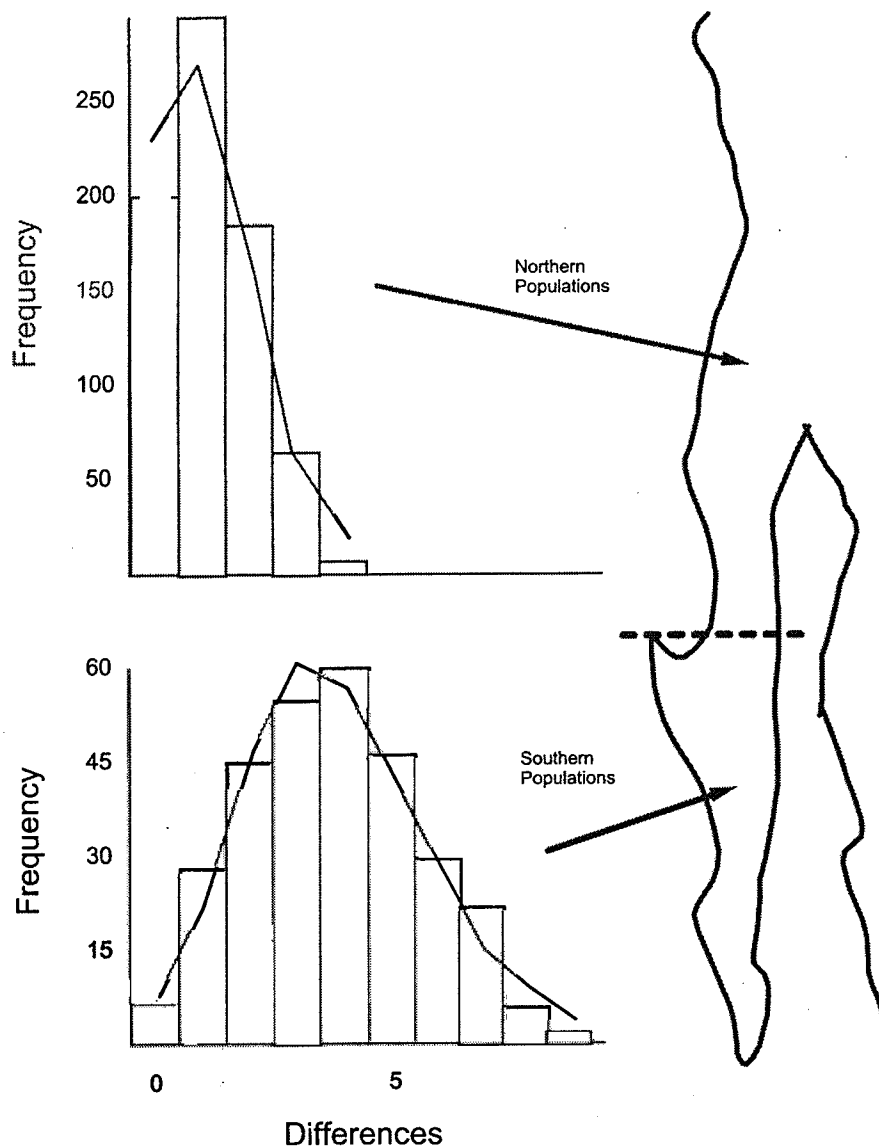 250
200
150
100
50
Frequency
Northern
Populations
60
45
30
15
Frequency
Southern
Populations
0
5
Differences